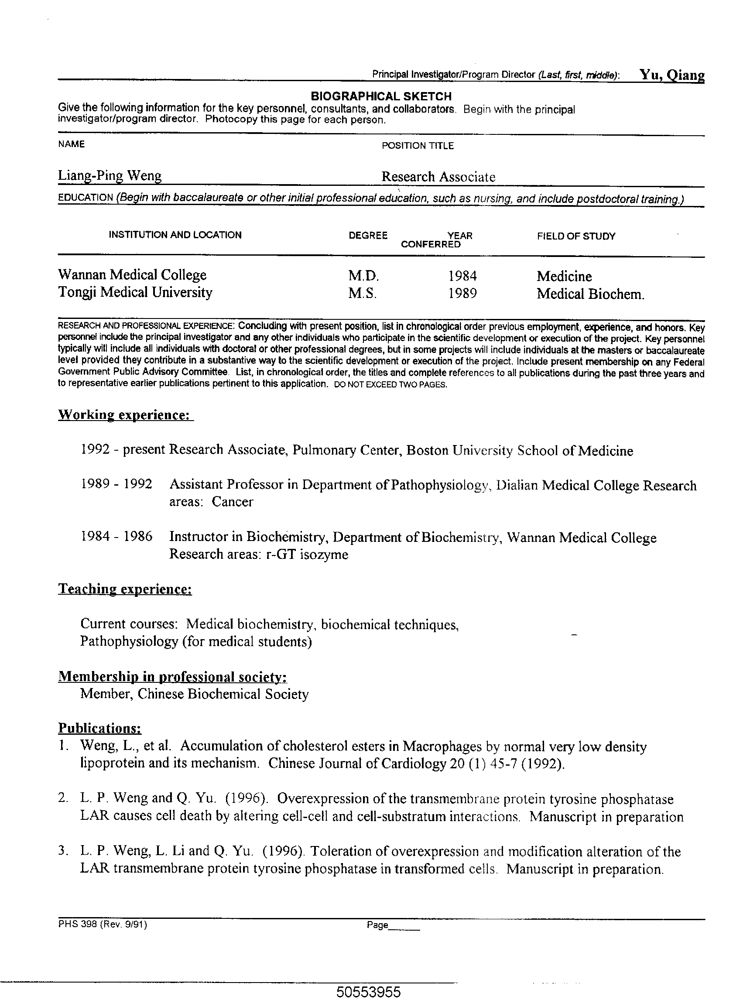 Principal Investigator/Program Director (Last, first, middle): Yu, Qiang
BIOGRAPHICAL SKETCH
Give the following information for the key personnel, consultants, and collaborators. Begin with the principal
investigator/program director. Photocopy this page for each person.
NAME POSITION TITLE
Liang-Ping Weng Research Associate
EDUCATION (Begin with baccalaureate or other initial professional education, such as nursing, and include postdoctoral training.)
INSTITUTION AND LOCATION DEGREE YEAR CONFERRED FIELD OF STUDY
Wannan Medical College M.D. 1984 Medicine
Tongji Medical University M.S. 1989 Medical Biochem.
RESEARCH AND PROFESSIONAL EXPERIENCE: Concluding with present position, list in chronological order previous employment, experience, and honors. Key
personnel include the principal investigator and any other individuals who participate in the scientific development or execution of the project. Key personnel
typically will include all individuals with doctoral or other professional degrees, but in some projects will include individuals at the masters or baccalaureate
level provided they contribute in a substantive way to the scientific development or execution of the project. Include present membership on any Federal
Government Public Advisory Committee. List, in chronological order, the titles and complete references to all publications during the past three years and
to representative earlier publications pertinent to this application. DO NOT EXCEED TWO PAGES.
Working experience:
1992 - present Research Associate, Pulmonary Center, Boston University School of Medicine
1989 - 1992 Assistant Professor in Department of Pathophysiology, Dialian Medical College Research
areas: Cancer
1984 - 1986 Instructor in Biochemistry, Department of Biochemistry, Wannan Medical College
Research areas: r-GT isozyme
Teaching experience:
Current courses: Medical biochemistry, biochemical techniques,
Pathophysiology (for medical students)
Membership in professional society:
Member, Chinese Biochemical Society
Publications:
1. Weng, L., et al. Accumulation of cholesterol esters in Macrophages by normal very low density
lipoprotein and its mechanism. Chinese Journal of Cardiology 20 (1) 45-7 (1992).
2. L. P. Weng and Q. Yu. (1996). Overexpression of the transmembrane protein tyrosine phosphatase
LAR causes cell death by altering cell-cell and cell-substratum interactions. Manuscript in preparation
3. L. P. Weng, L. Li and Q. Yu. (1996). Toleration of overexpression and modification alteration of the
LAR transmembrane protein tyrosine phosphatase in transformed cells. Manuscript in preparation.
PHS 398 (Rev. 9/91) Page
50553955